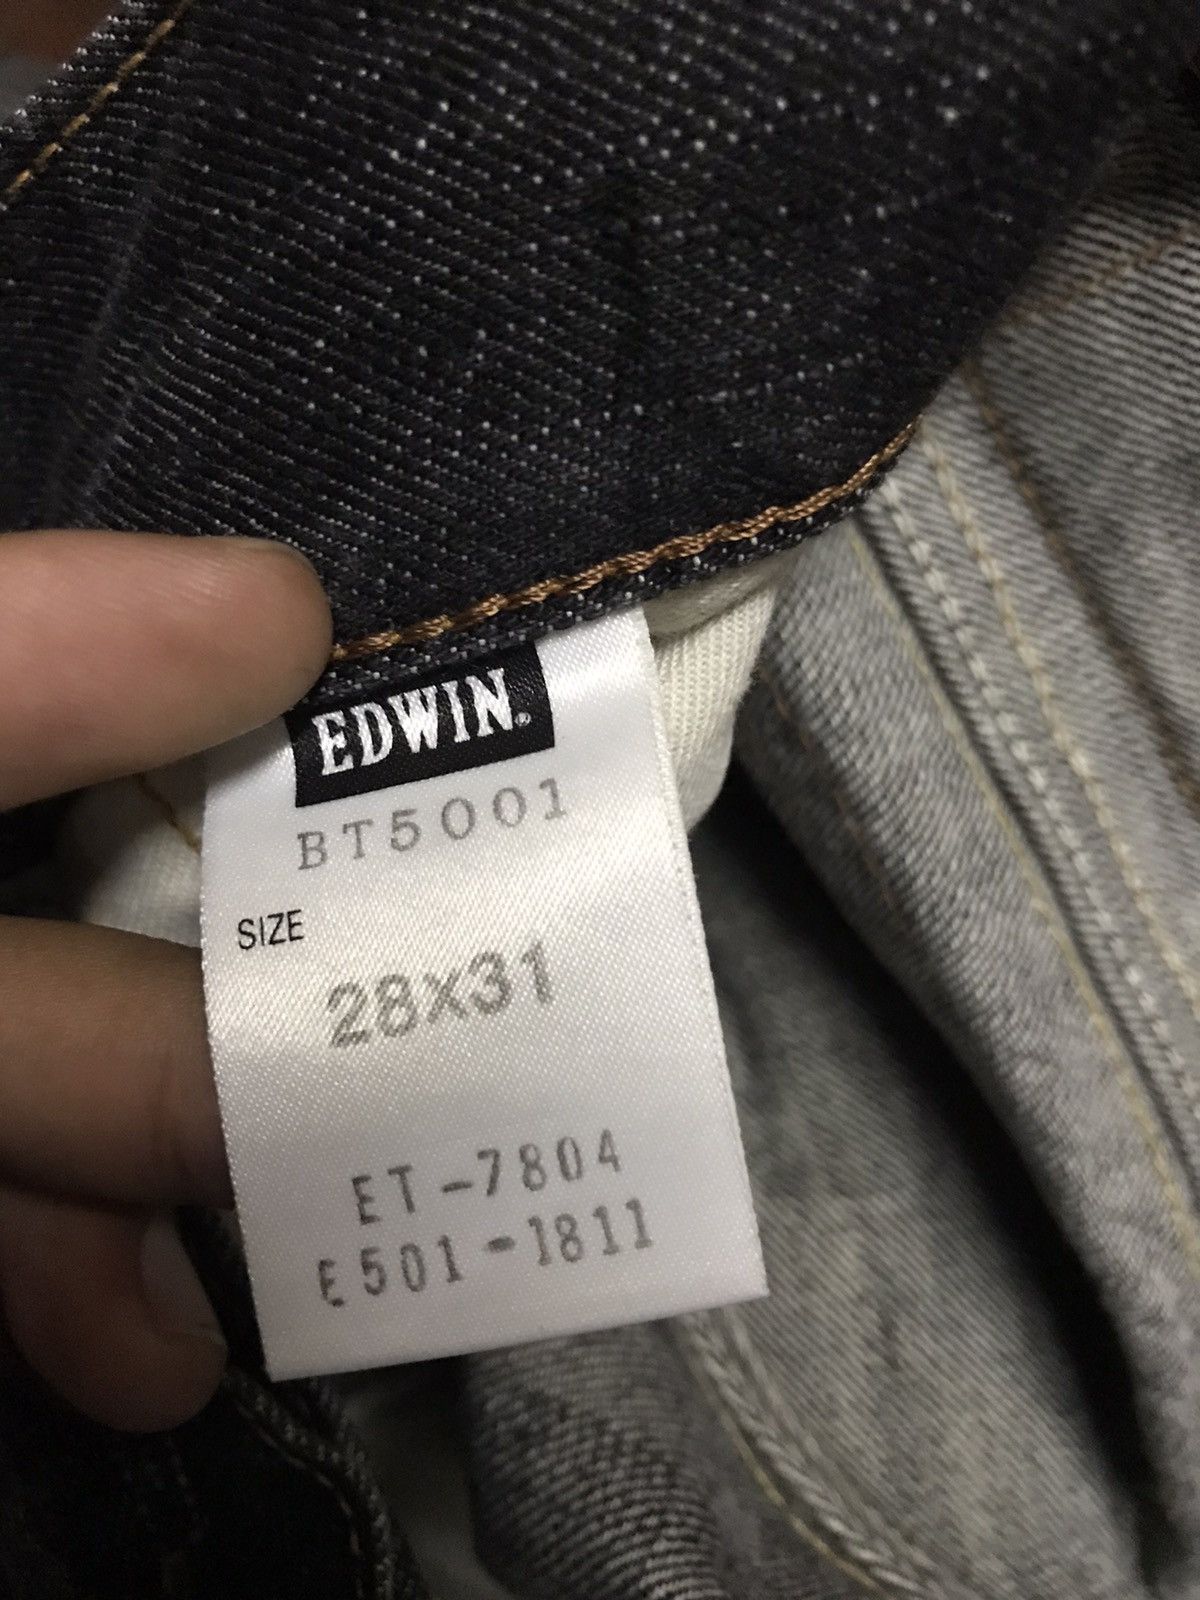 EDWIN®
BT5001
SIZE
28x31
ET-7804
E501-1811